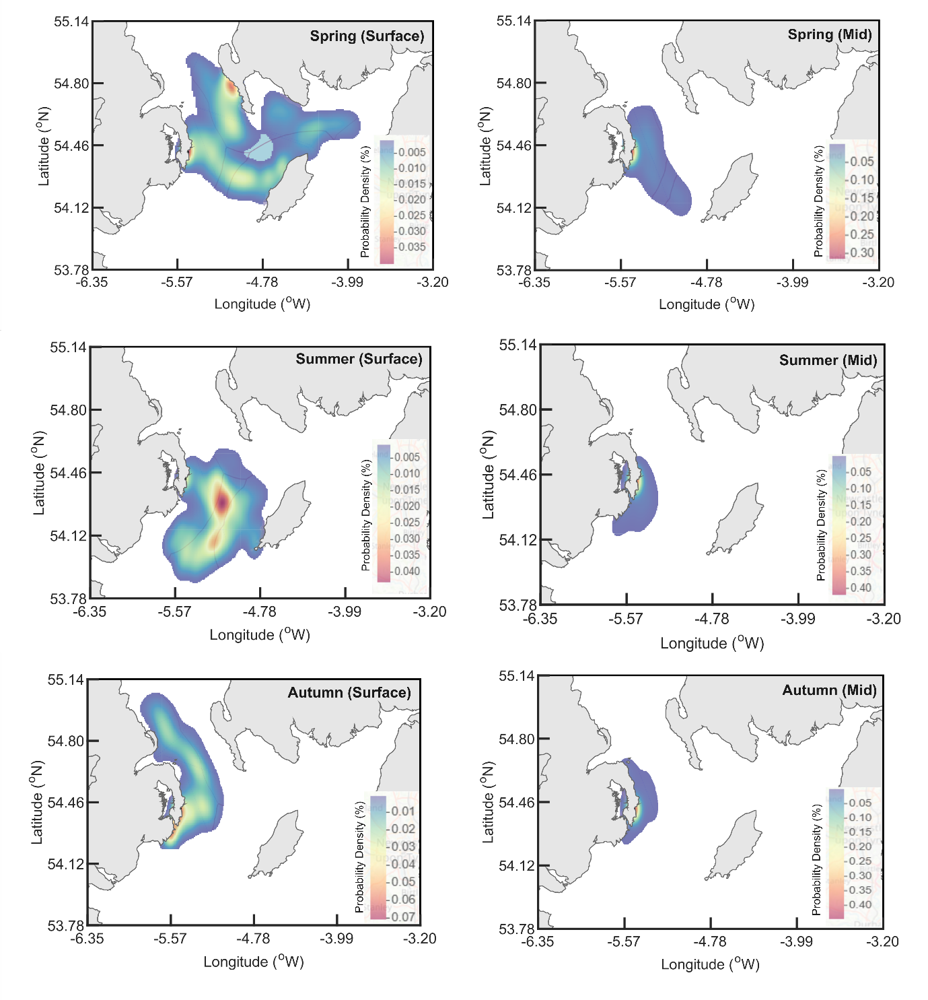 Spring (Surface)
55.14
54.80
54.46
54.12
53.78
Latitude (°N)
-6.35 -5.57 -4.78 -3.99 -3.20
Longitude (°W)
Probability Density (%)
0.005
0.010
0.015
0.020
0.025
0.030
0.035
Spring (Mid)
55.14
54.80
54.46
54.12
53.78
Latitude (°N)
-6.35 -5.57 -4.78 -3.99 -3.20
Longitude (°W)
Probability Density (%)
0.05
0.10
0.15
0.20
0.25
0.30
Summer (Surface)
55.14
54.80
54.46
54.12
53.78
Latitude (°N)
-6.35 -5.57 -4.78 -3.99 -3.20
Longitude (°W)
Probability Density (%)
0.005
0.010
0.015
0.020
0.025
0.030
0.035
0.040
Summer (Mid)
55.14
54.80
54.46
54.12
53.78
Latitude (°N)
-6.35 -5.57 -4.78 -3.99 -3.20
Longitude (°W)
Probability Density (%)
0.05
0.10
0.15
0.20
0.25
0.30
0.35
0.40
Autumn (Surface)
55.14
54.80
54.46
54.12
53.78
Latitude (°N)
-6.35 -5.57 -4.78 -3.99 -3.20
Longitude (°W)
Probability Density (%)
0.01
0.02
0.03
0.04
0.05
0.06
0.07
Autumn (Mid)
55.14
54.80
54.46
54.12
53.78
Latitude (°N)
-6.35 -5.57 -4.78 -3.99 -3.20
Longitude (°W)
Probability Density (%)
0.05
0.10
0.15
0.20
0.25
0.30
0.35
0.40